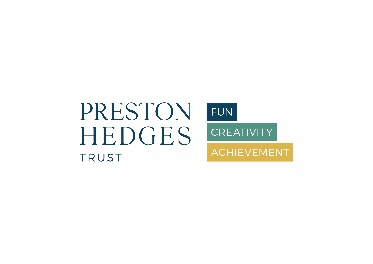 PRESTON
HEDGES
TRUST
FUN
CREATIVITY
ACHIEVEMENT